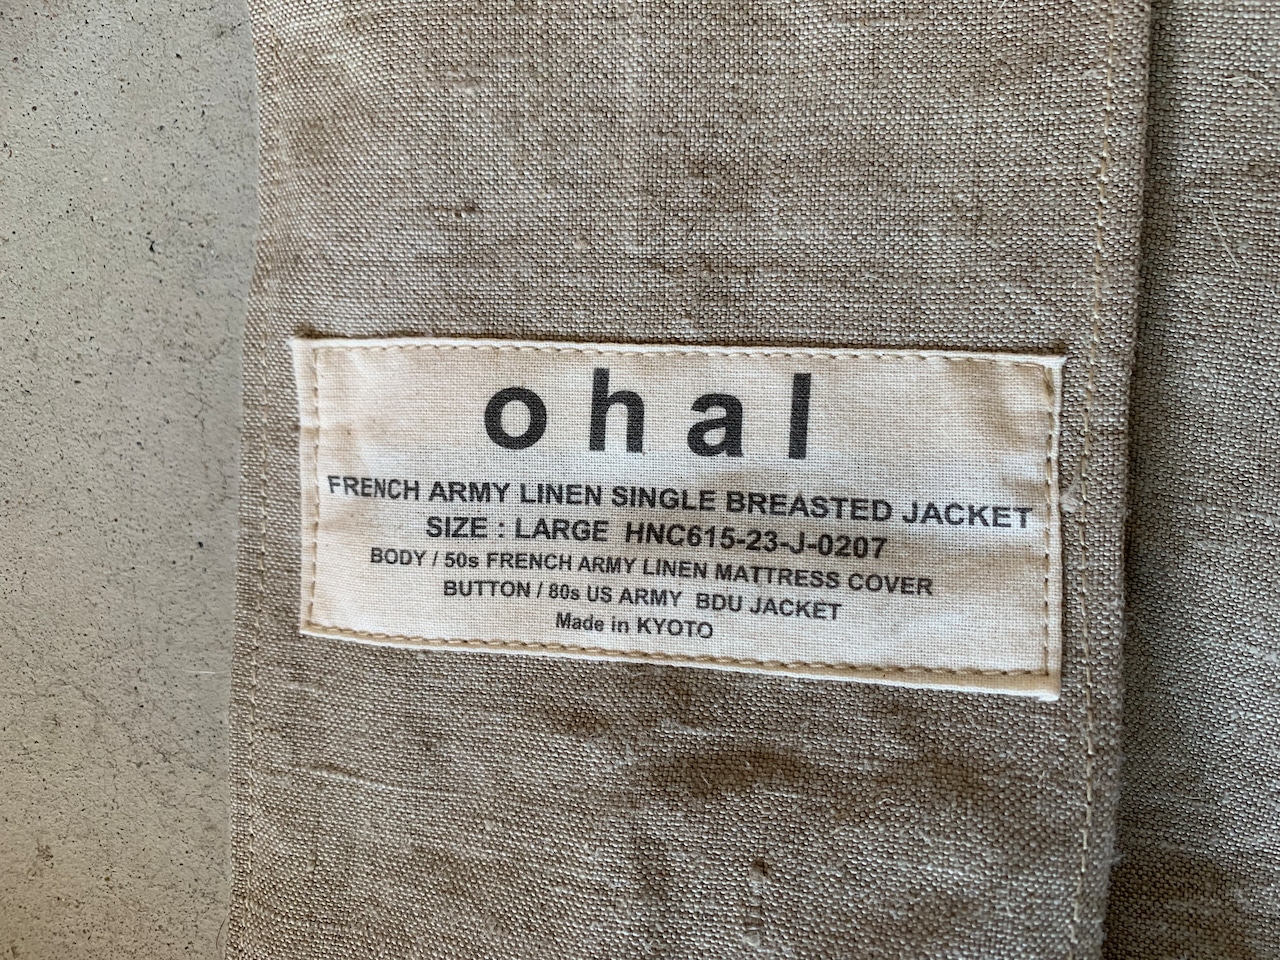 ohal
FRENCH ARMY LINEN SINGLE BREASTED JACKET
SIZE : LARGE HNC615-23-J-0207
BODY / 50s FRENCH ARMY LINEN MATTRESS COVER
BUTTON / 80s US ARMY BDU JACKET
Made in KYOTO